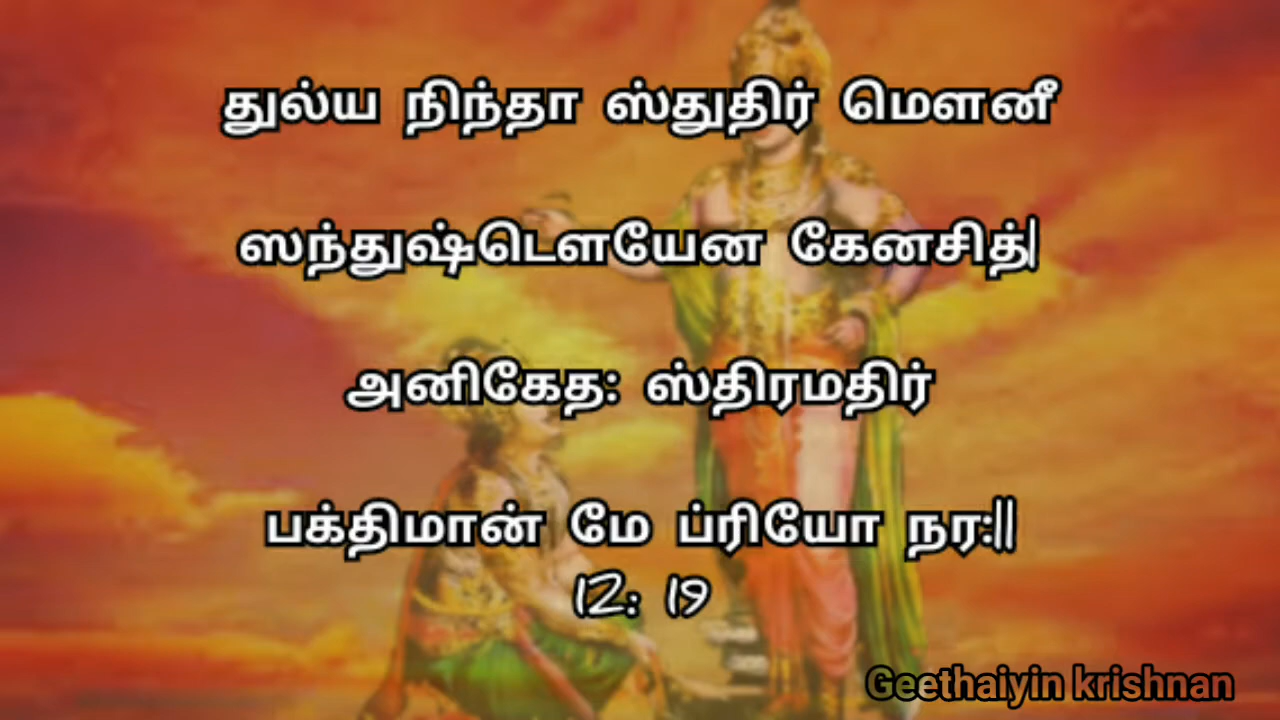 துல்ய நிந்தா ஸ்துதிர் மௌனீ
ஸந்துஷ்டௌயேன கேனசித்|
அனிகேத: ஸ்திரமதிர்
பக்திமான் மே ப்ரியோ நர:||
12: 19
Geethaiyin krishnan